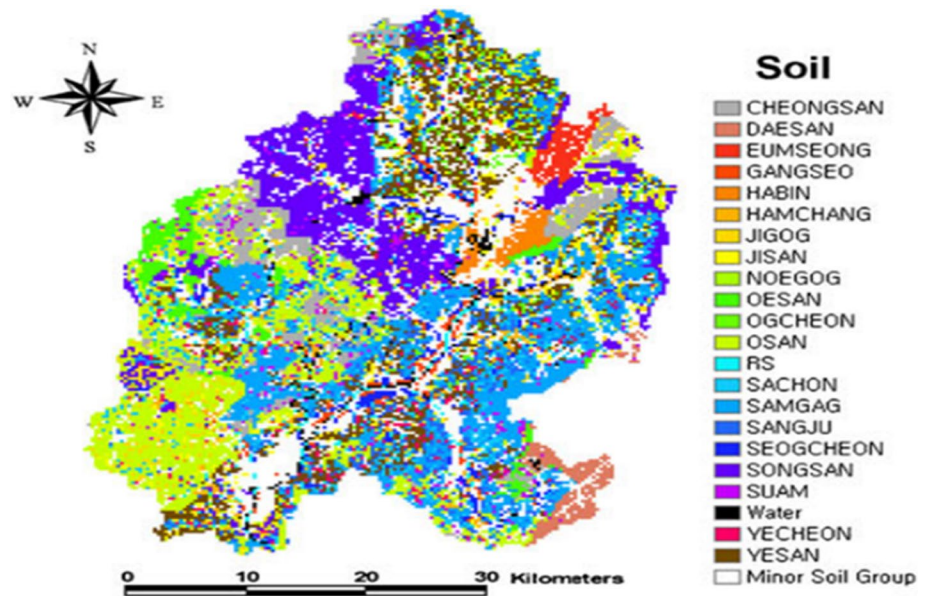 N
W E
S
Soil
CHEONGSAN
DAESAN
EUMSEONG
GANGSEO
HABIN
HAMCHANG
JIGOG
JISAN
NOEGOG
OESAN
OGCHEON
OSAN
RS
SACHON
SAMGAG
SANGJU
SEOGCHEON
SONGSAN
SUAM
Water
YECHEON
YESAN
Minor Soil Group
0 10 20 30 Kilometers